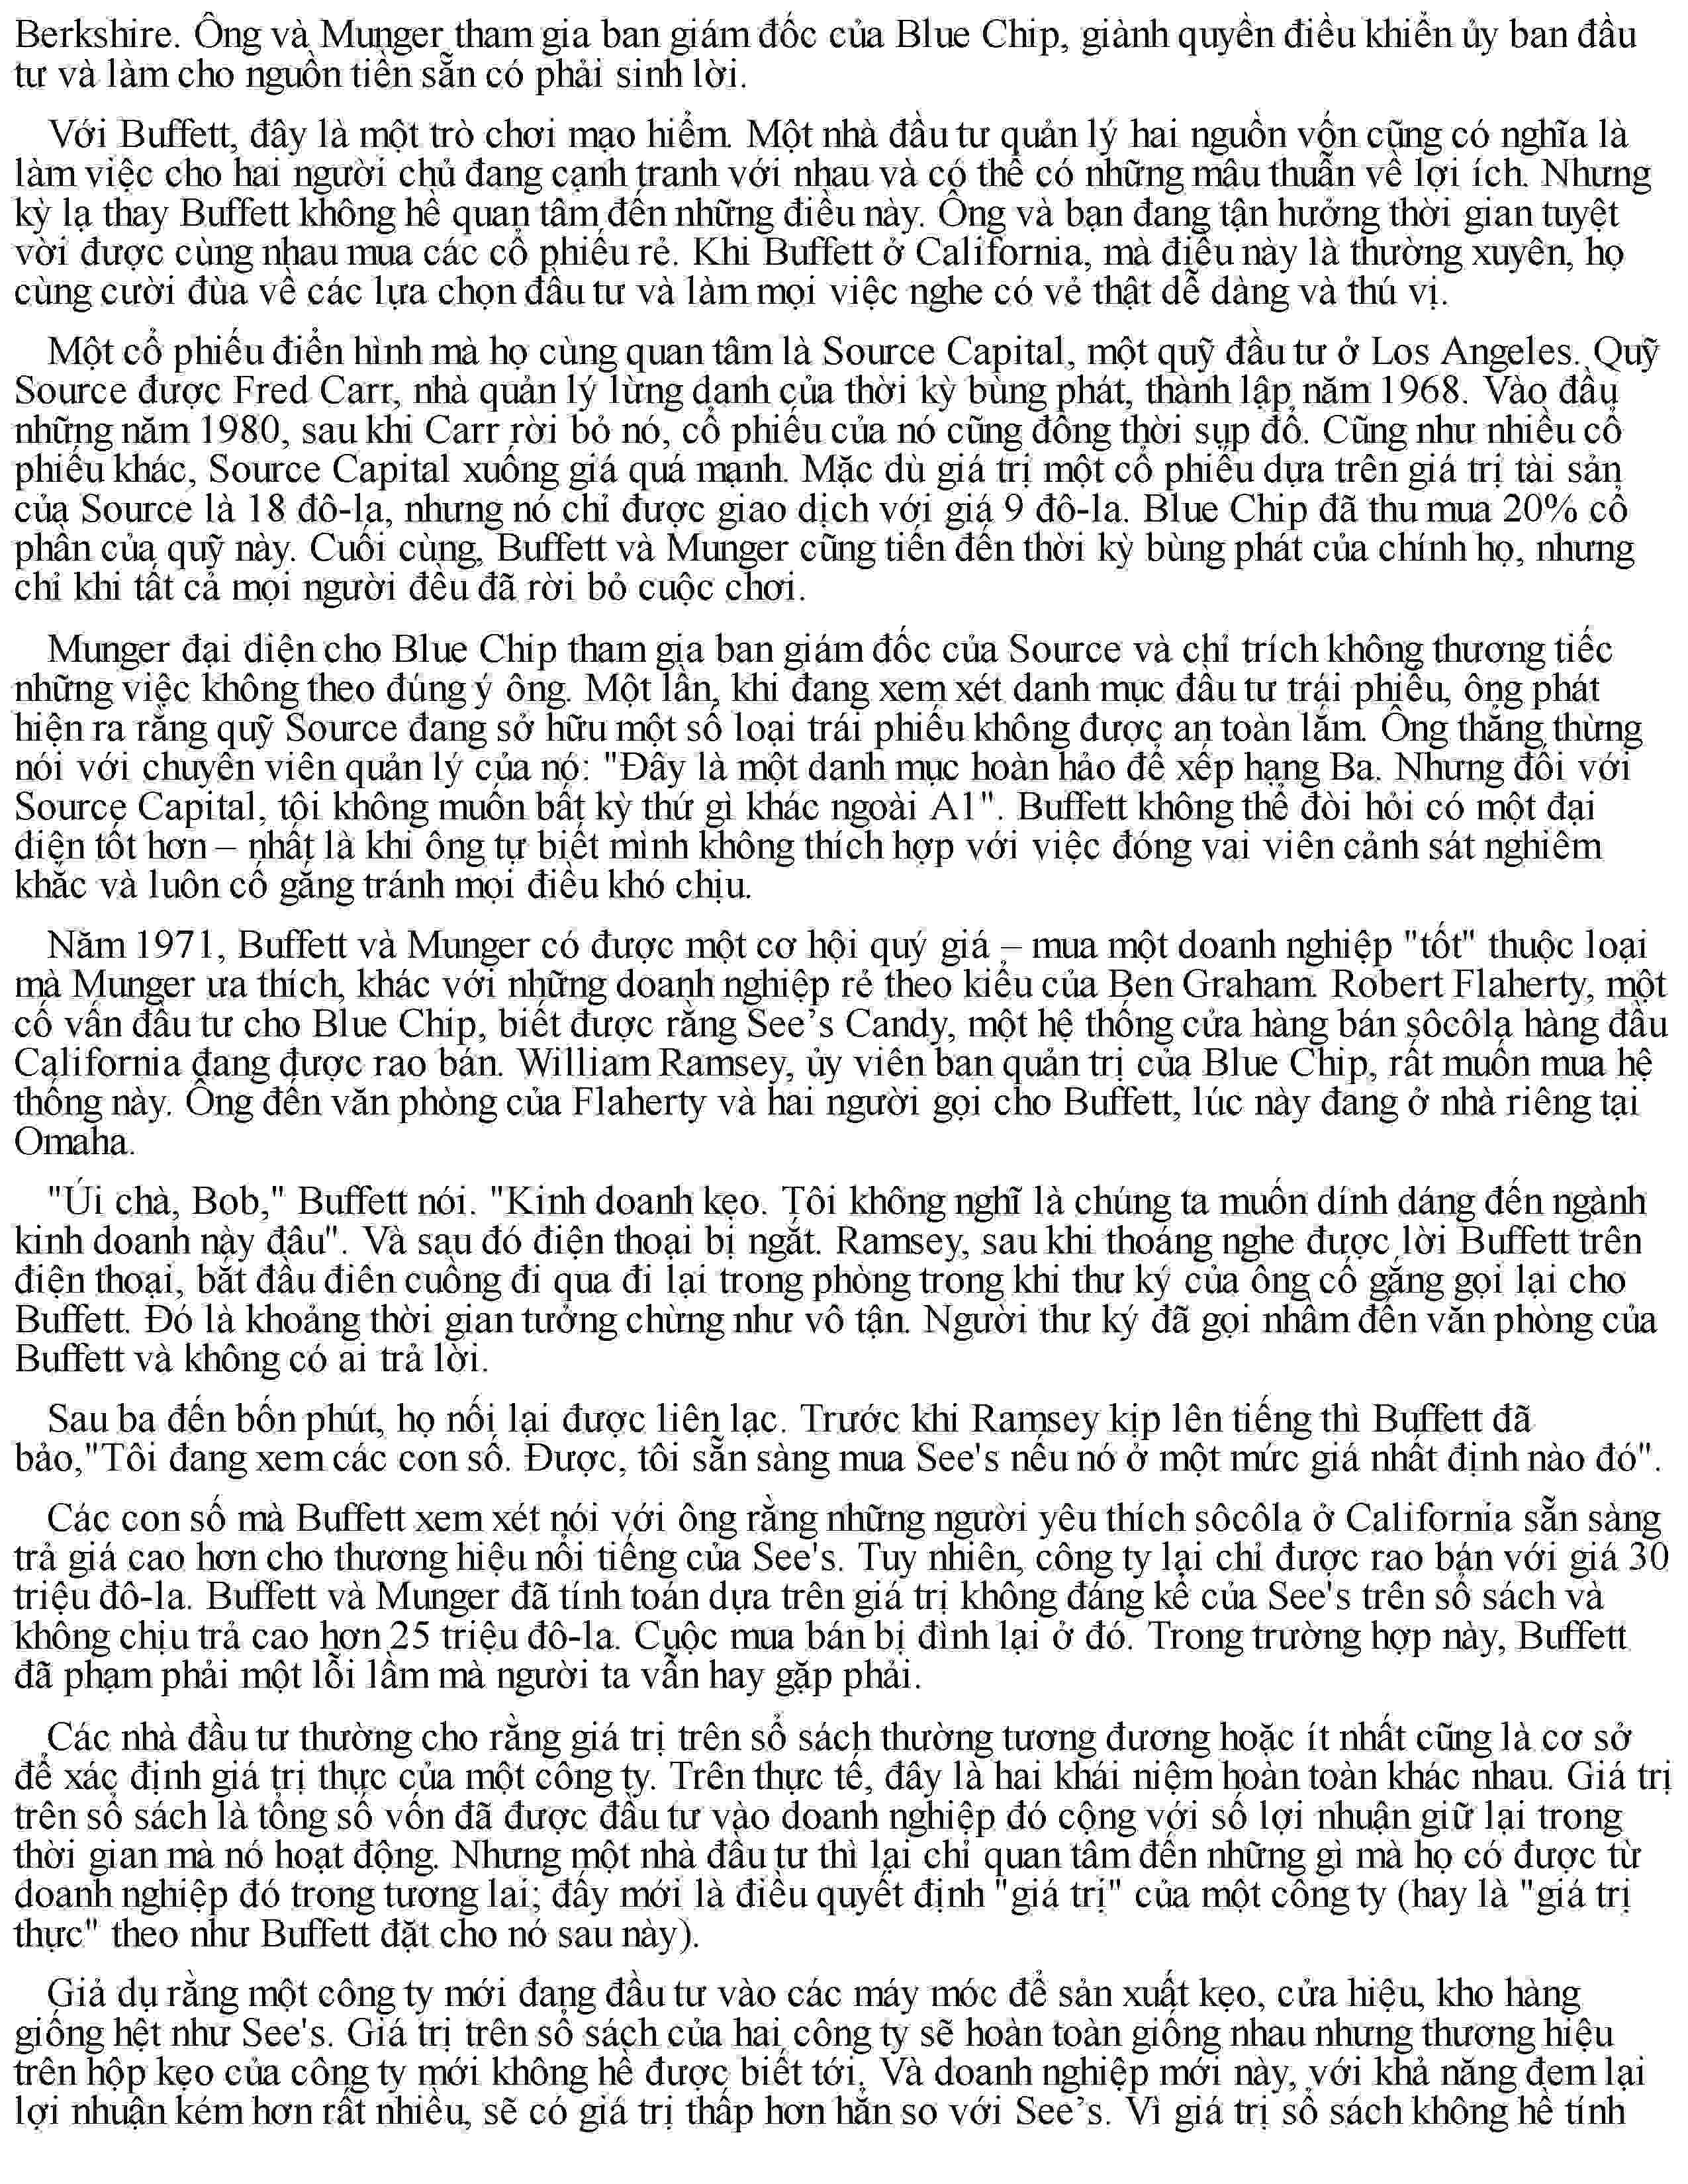 Berkshire. Ông và Munger tham gia ban giám đốc của Blue Chip, giành quyền điều khiển ủy ban đầu
tư và làm cho nguồn tiền sẵn có phải sinh lời.
Với Buffett, đây là một trò chơi mạo hiểm. Một nhà đầu tư quản lý hai nguồn vốn cũng có nghĩa là
làm việc cho hai người chủ đang cạnh tranh với nhau và có thể có những mâu thuẫn về lợi ích. Nhưng
kỳ lạ thay Buffett không hề quan tâm đến những điều này. Ông và bạn đang tận hưởng thời gian tuyệt
vời được cùng nhau mua các cổ phiếu rẻ. Khi Buffett ở California, mà điều này là thường xuyên, họ
cùng cười đùa về các lựa chọn đầu tư và làm mọi việc nghe có vẻ thật dễ dàng và thú vị.
Một cổ phiếu điển hình mà họ cùng quan tâm là Source Capital, một quỹ đầu tư ở Los Angeles. Quỹ
Source được Fred Carr, nhà quản lý lừng danh của thời kỳ bùng phát, thành lập năm 1968. Vào đầu
những năm 1980, sau khi Carr rời bỏ nó, cổ phiếu của nó cũng đồng thời sụp đổ. Cũng như nhiều cổ
phiếu khác, Source Capital xuống giá quá mạnh. Mặc dù giá trị một cổ phiếu dựa trên giá trị tài sản
của Source là 18 đô-la, nhưng nó chỉ được giao dịch với giá 9 đô-la. Blue Chip đã thu mua 20% cổ
phần của quỹ này. Cuối cùng, Buffett và Munger cũng tiến đến thời kỳ bùng phát của chính họ, nhưng
chỉ khi tất cả mọi người đều đã rời bỏ cuộc chơi.
Munger đại diện cho Blue Chip tham gia ban giám đốc của Source và chỉ trích không thương tiếc
những việc không theo đúng ý ông. Một lần, khi đang xem xét danh mục đầu tư trái phiếu, ông phát
hiện ra rằng quỹ Source đang sở hữu một số loại trái phiếu không được an toàn lắm. Ông thẳng thừng
nói với chuyên viên quản lý của nó: "Đây là một danh mục hoàn hảo để xếp hạng Ba. Nhưng đối với
Source Capital, tôi không muốn bất kỳ thứ gì khác ngoài A1". Buffett không thể đòi hỏi có một đại
diện tốt hơn – nhất là khi ông tự biết mình không thích hợp với việc đóng vai viên cảnh sát nghiêm
khắc và luôn cố gắng tránh mọi điều khó chịu.
Năm 1971, Buffett và Munger có được một cơ hội quý giá – mua một doanh nghiệp "tốt" thuộc loại
mà Munger ưa thích, khác với những doanh nghiệp rẻ theo kiểu của Ben Graham. Robert Flaherty, một
cố vấn đầu tư cho Blue Chip, biết được rằng See’s Candy, một hệ thống cửa hàng bán sôcôla hàng đầu
California đang được rao bán. William Ramsey, ủy viên ban quản trị của Blue Chip, rất muốn mua hệ
thống này. Ông đến văn phòng của Flaherty và hai người gọi cho Buffett, lúc này đang ở nhà riêng tại
Omaha.
"Úi chà, Bob," Buffett nói. "Kinh doanh kẹo. Tôi không nghĩ là chúng ta muốn dính dáng đến ngành
kinh doanh này đâu". Và sau đó điện thoại bị ngắt. Ramsey, sau khi thoáng nghe được lời Buffett trên
điện thoại, bắt đầu điên cuồng đi qua đi lại trong phòng trong khi thư ký của ông cố gắng gọi lại cho
Buffett. Đó là khoảng thời gian tưởng chừng như vô tận. Người thư ký đã gọi nhầm đến văn phòng của
Buffett và không có ai trả lời.
Sau ba đến bốn phút, họ nối lại được liên lạc. Trước khi Ramsey kịp lên tiếng thì Buffett đã
bảo,"Tôi đang xem các con số. Được, tôi sẵn sàng mua See's nếu nó ở một mức giá nhất định nào đó".
Các con số mà Buffett xem xét nói với ông rằng những người yêu thích sôcôla ở California sẵn sàng
trả giá cao hơn cho thương hiệu nổi tiếng của See's. Tuy nhiên, công ty lại chỉ được rao bán với giá 30
triệu đô-la. Buffett và Munger đã tính toán dựa trên giá trị không đáng kể của See's trên sổ sách và
không chịu trả cao hơn 25 triệu đô-la. Cuộc mua bán bị đình lại ở đó. Trong trường hợp này, Buffett
đã phạm phải một lỗi lầm mà người ta vẫn hay gặp phải.
Các nhà đầu tư thường cho rằng giá trị trên sổ sách thường tương đương hoặc ít nhất cũng là cơ sở
để xác định giá trị thực của một công ty. Trên thực tế, đây là hai khái niệm hoàn toàn khác nhau. Giá trị
trên sổ sách là tổng số vốn đã được đầu tư vào doanh nghiệp đó cộng với số lợi nhuận giữ lại trong
thời gian mà nó hoạt động. Nhưng một nhà đầu tư thì lại chỉ quan tâm đến những gì mà họ có được từ
doanh nghiệp đó trong tương lai; đấy mới là điều quyết định "giá trị" của một công ty (hay là "giá trị
thực" theo như Buffett đặt cho nó sau này).
Giả dụ rằng một công ty mới đang đầu tư vào các máy móc để sản xuất kẹo, cửa hiệu, kho hàng
giống hệt như See's. Giá trị trên sổ sách của hai công ty sẽ hoàn toàn giống nhau nhưng thương hiệu
trên hộp kẹo của công ty mới không hề được biết tới. Và doanh nghiệp mới này, với khả năng đem lại
lợi nhuận kém hơn rất nhiều, sẽ có giá trị thấp hơn hẳn so với See’s. Vì giá trị sổ sách không hề tính